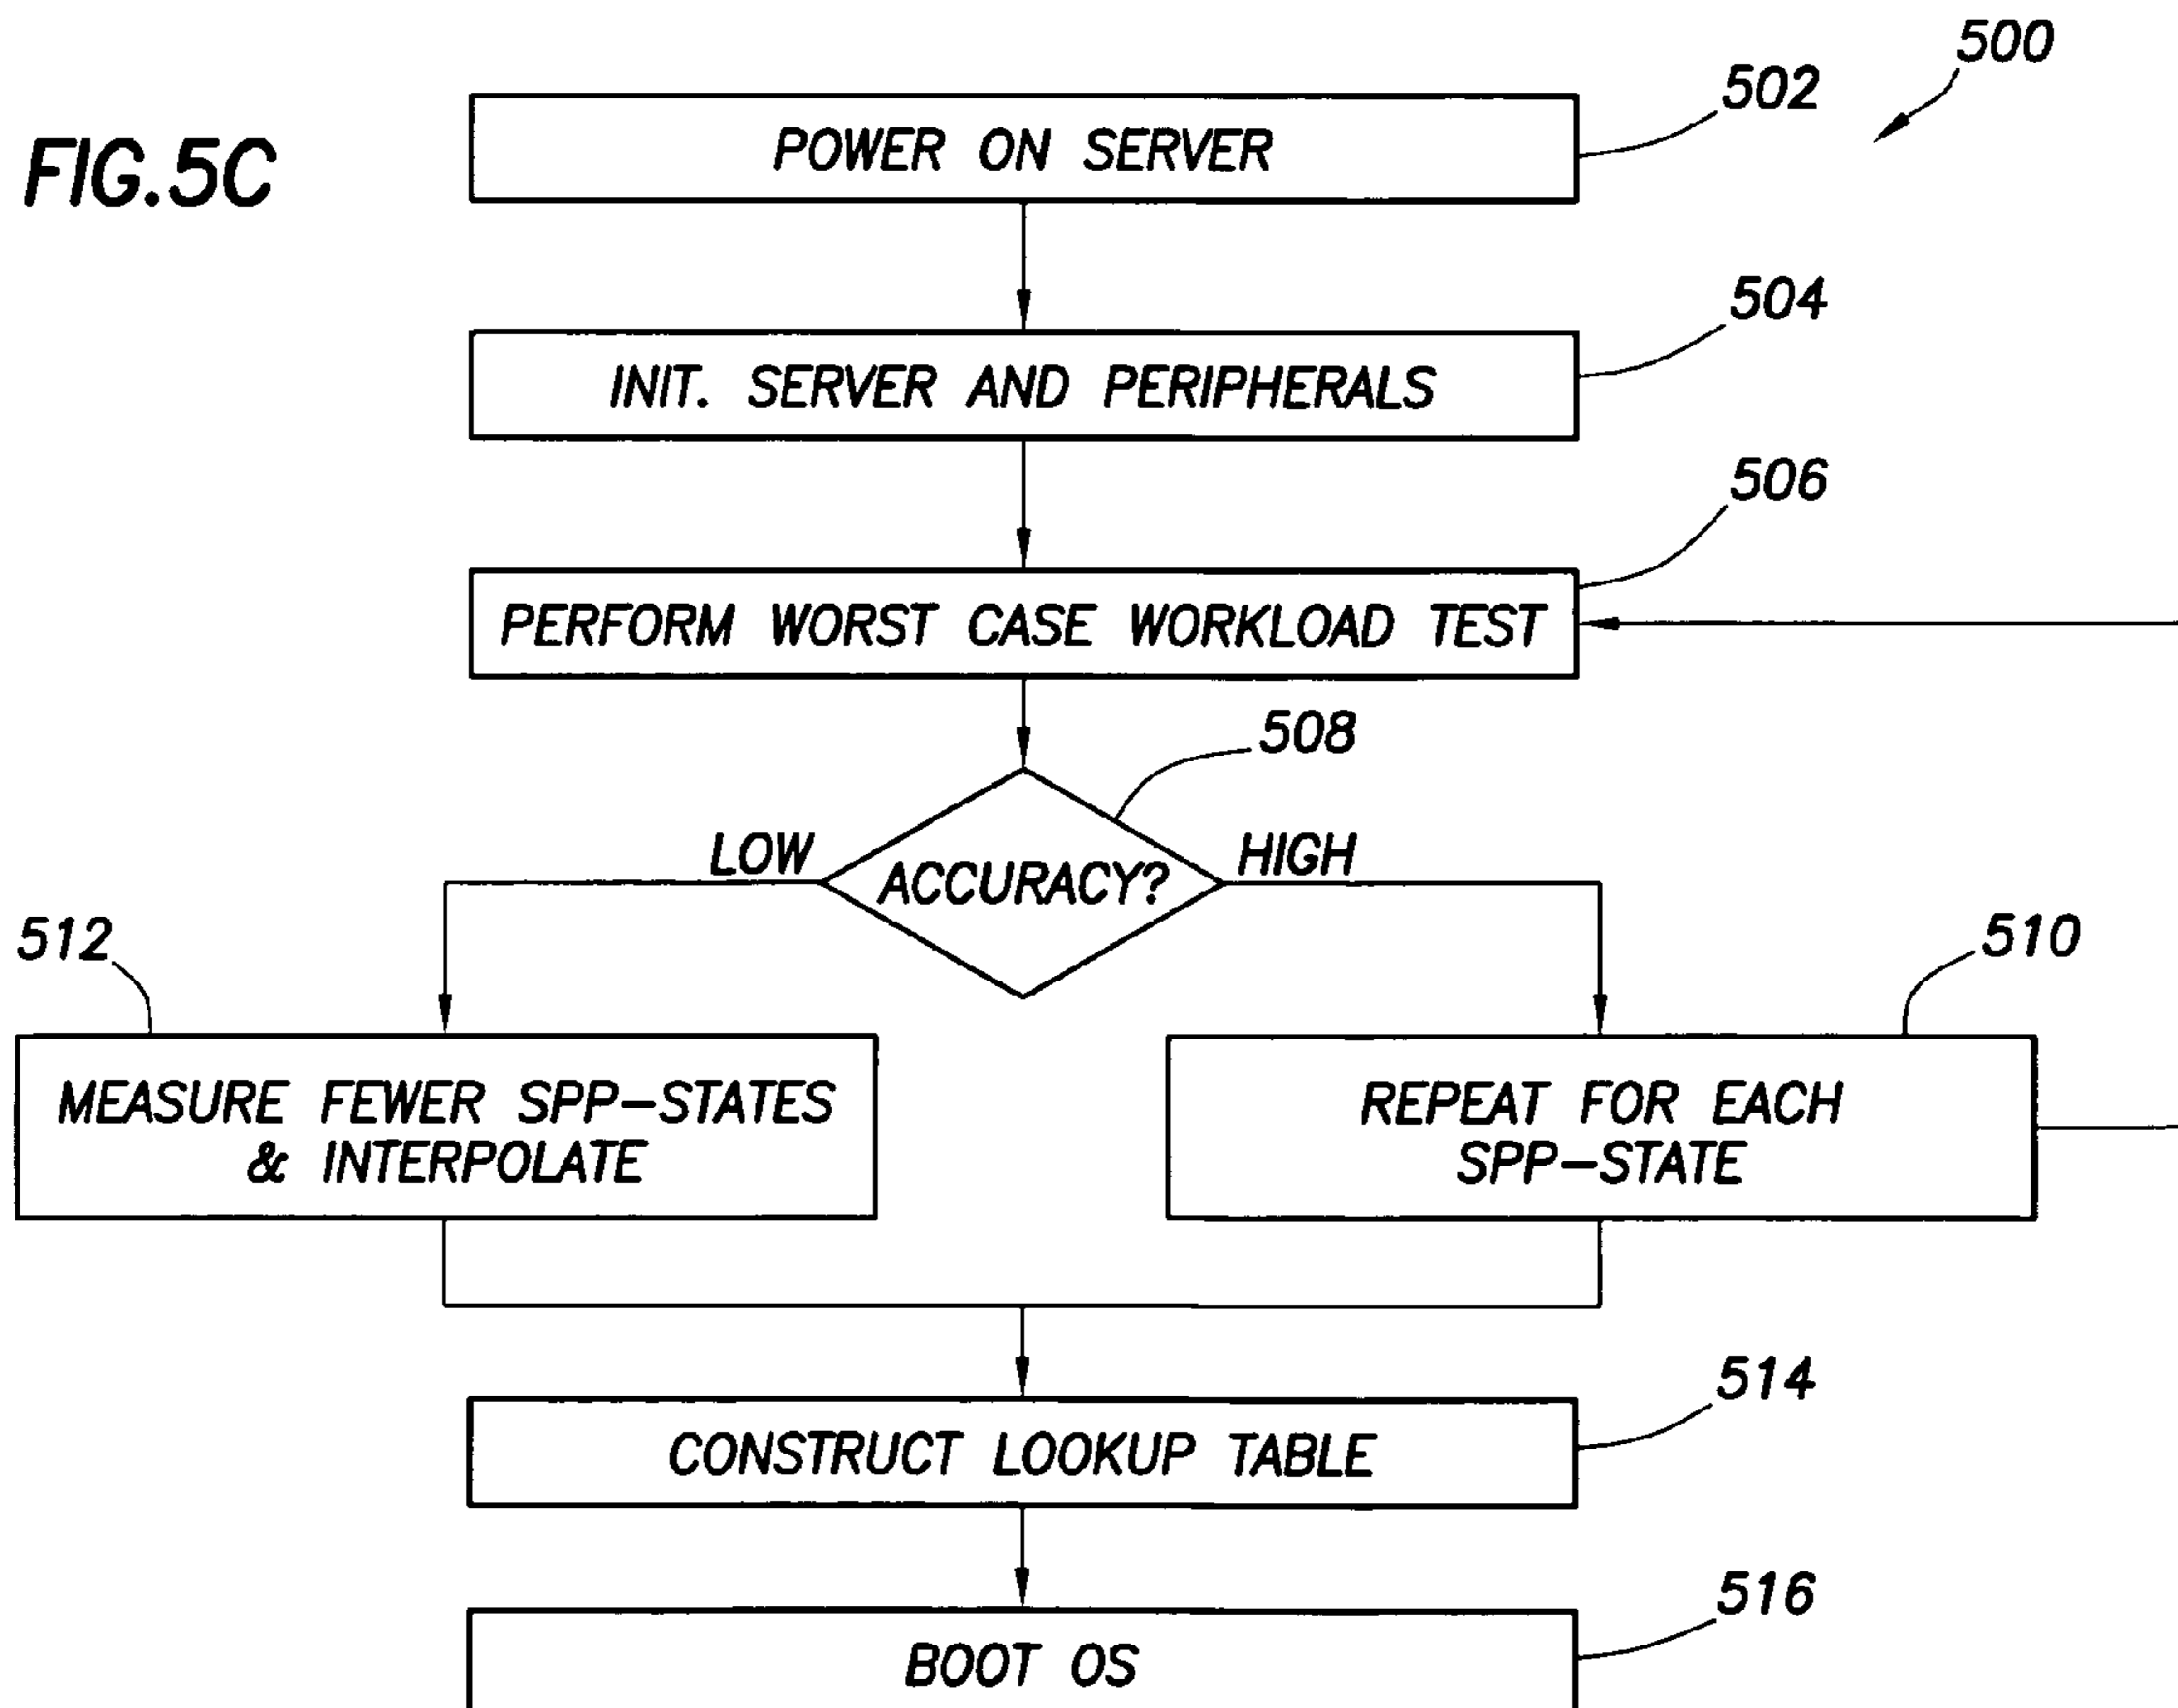 500
502
FIG.5C
POWER ON SERVER
504
INIT. SERVER AND PERIPHERALS
506
PERFORM WORST CASE WORKLOAD TEST
508
LOW
HIGH
ACCURACY?
512
510
MEASURE FEWER SPP-STATES
& INTERPOLATE
REPEAT FOR EACH
SPP-STATE
514
CONSTRUCT LOOKUP TABLE
516
BOOT OS